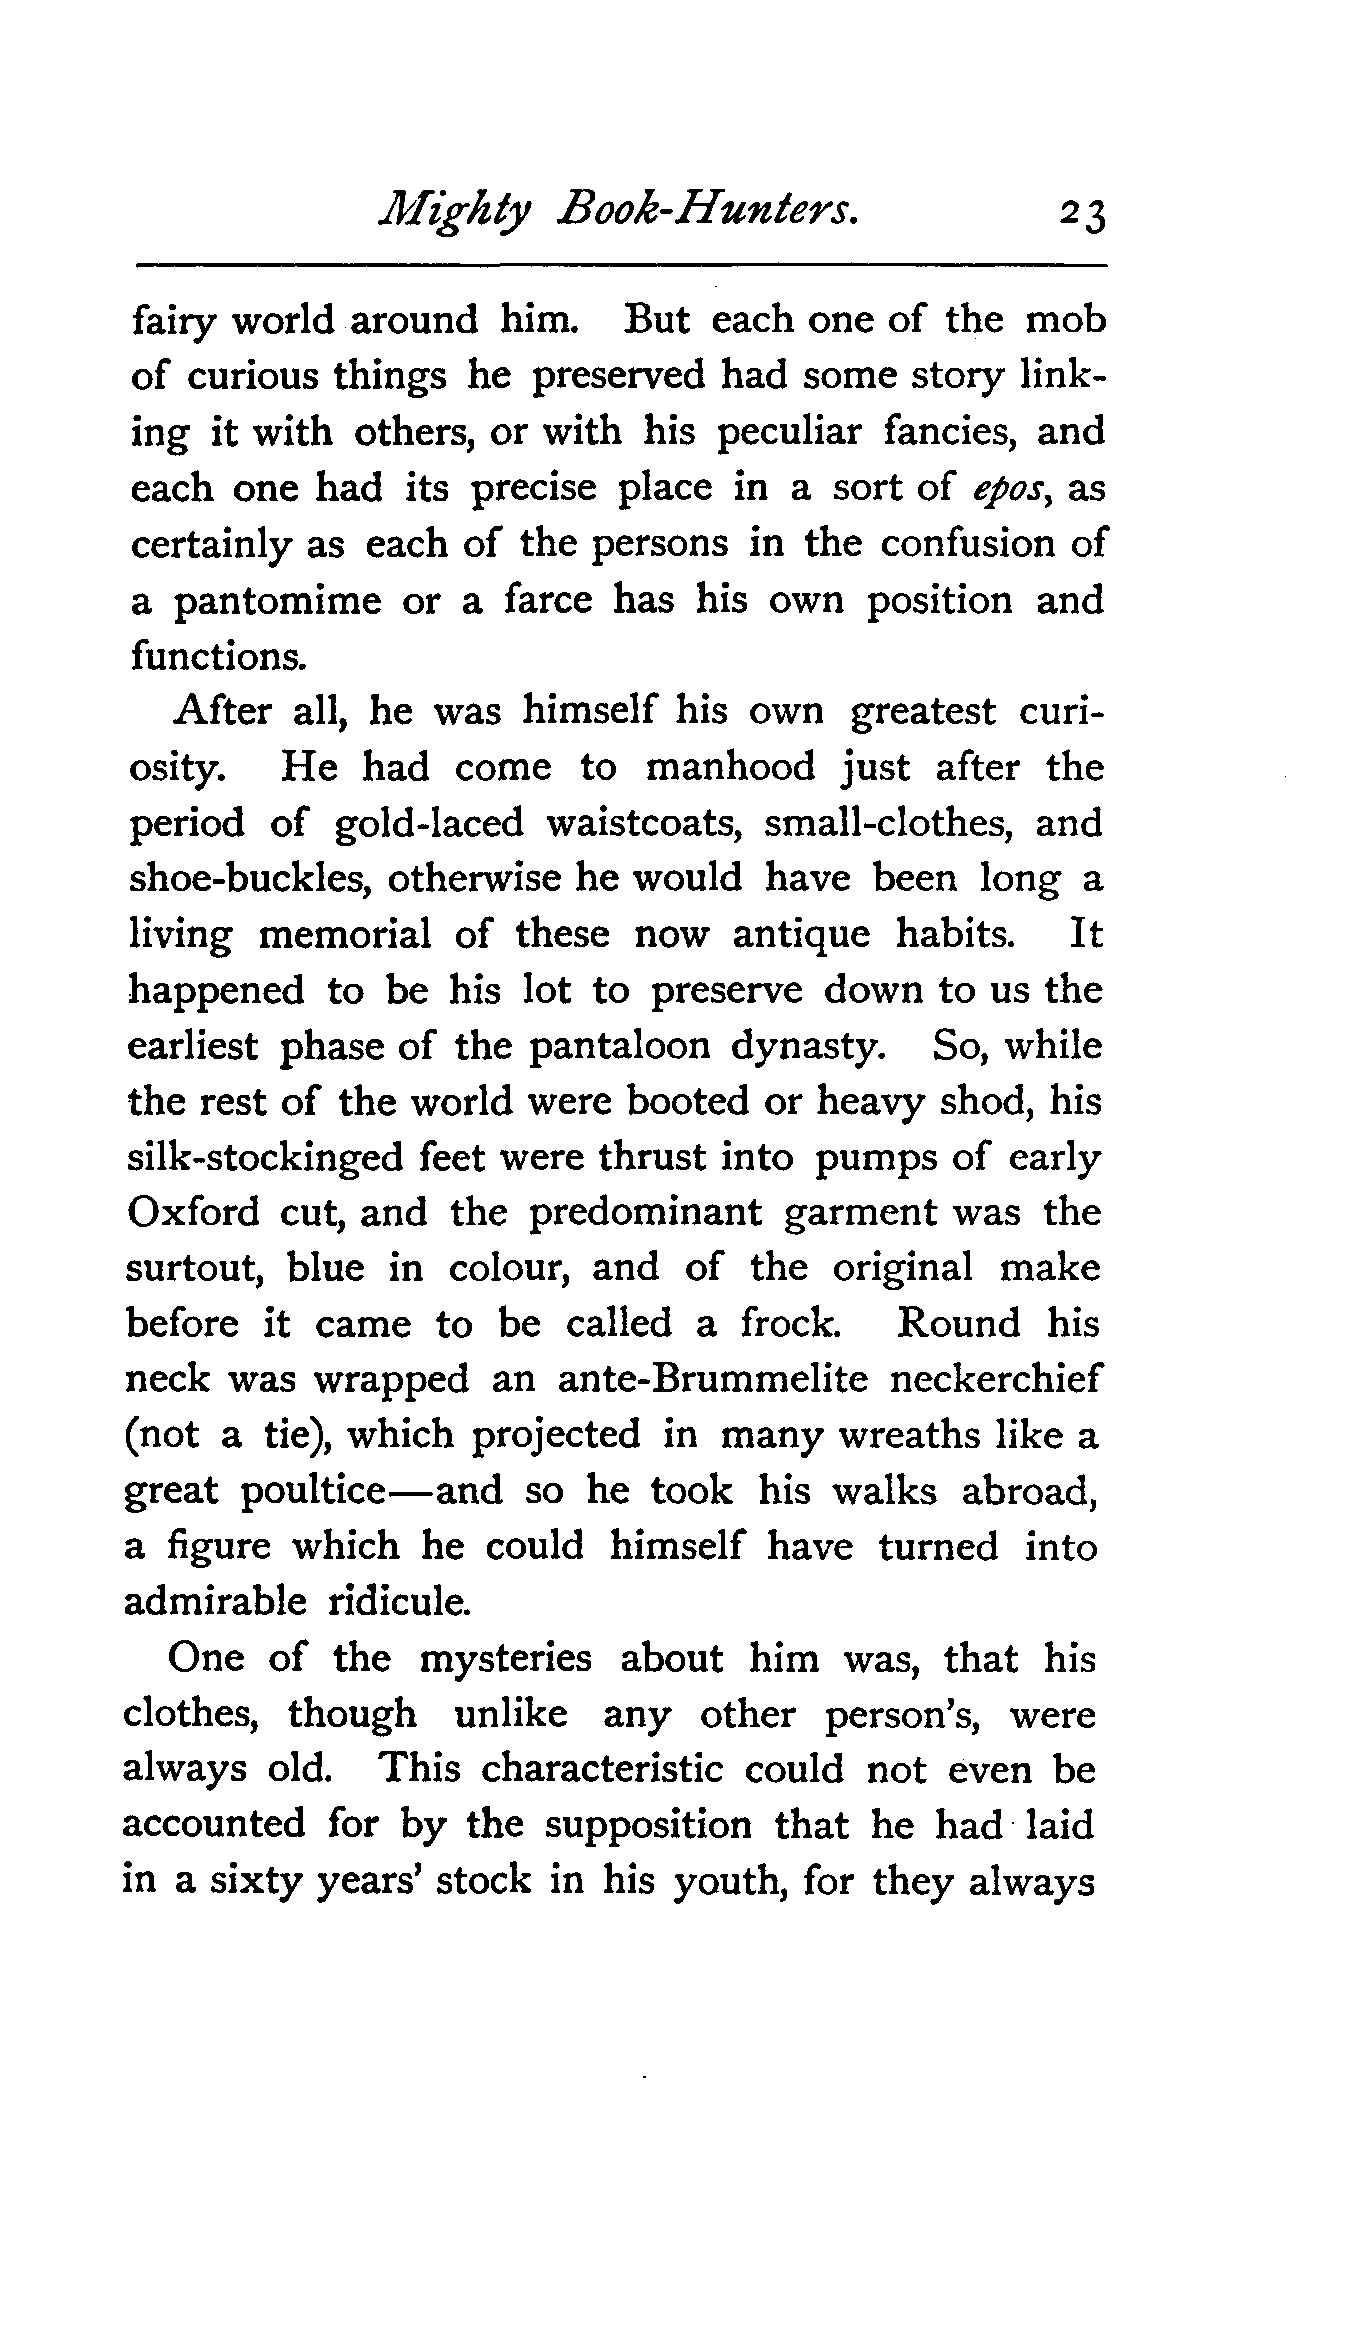 Mighty Book-Hunters. 23
fairy world around him. But each one of the mob
of curious things he preserved had some story link-
ing it with others, or with his peculiar fancies, and
each one had its precise place in a sort of epos, as
certainly as each of the persons in the confusion of
a pantomime or a farce has his own position and
functions.
After all, he was himself his own greatest curi-
osity. He had come to manhood just after the
period of gold-laced waistcoats, small-clothes, and
shoe-buckles, otherwise he would have been long a
living memorial of these now antique habits. It
happened to be his lot to preserve down to us the
earliest phase of the pantaloon dynasty. So, while
the rest of the world were booted or heavy shod, his
silk-stockinged feet were thrust into pumps of early
Oxford cut, and the predominant garment was the
surtout, blue in colour, and of the original make
before it came to be called a frock. Round his
neck was wrapped an ante-Brummelite neckerchief
(not a tie), which projected in many wreaths like a
great poultice—and so he took his walks abroad,
a figure which he could himself have turned into
admirable ridicule.
One of the mysteries about him was, that his
clothes, though unlike any other person's, were
always old. This characteristic could not even be
accounted for by the supposition that he had laid
in a sixty years' stock in his youth, for they always